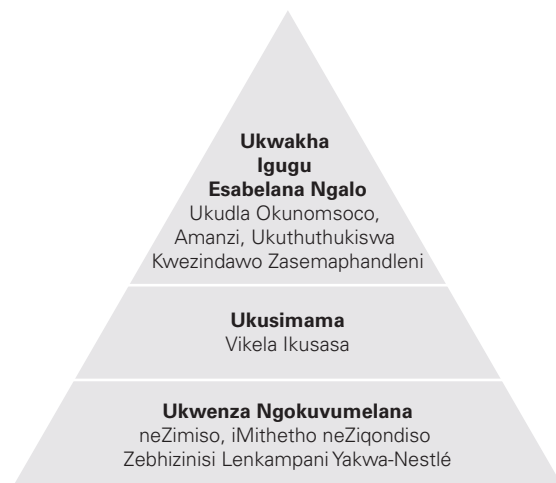 Ukwakha
Igugu
Esabelana Ngalo
Ukudla Okunomsoco,
Amanzi, Ukuthuthukiswa
Kwezindawo Zasemaphandleni
Ukusimama
Vikela Ikusasa
Ukwenza Ngokuvumelana
neZimiso, iMithetho neZiqondiso
Zebhizinisi Lenkampani Yakwa-Nestlé